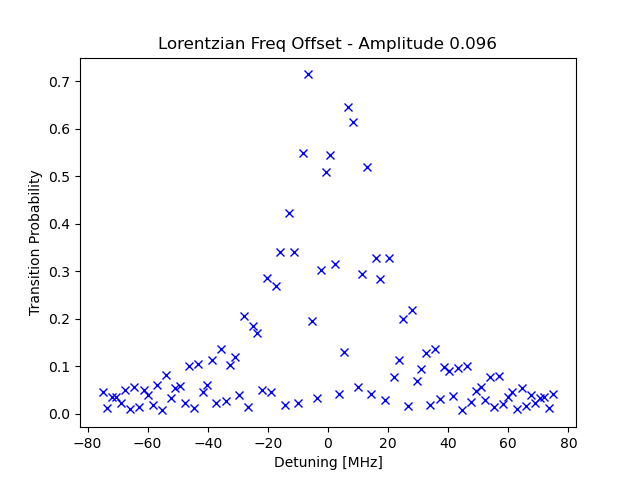 Lorentzian Freq Offset - Amplitude 0.096
0.7
0.6
0.5
0.4
0.3
0.2
0.1
0.0
Transition Probability
−80 −60 −40 −20 0 20 40 60 80
Detuning [MHz]